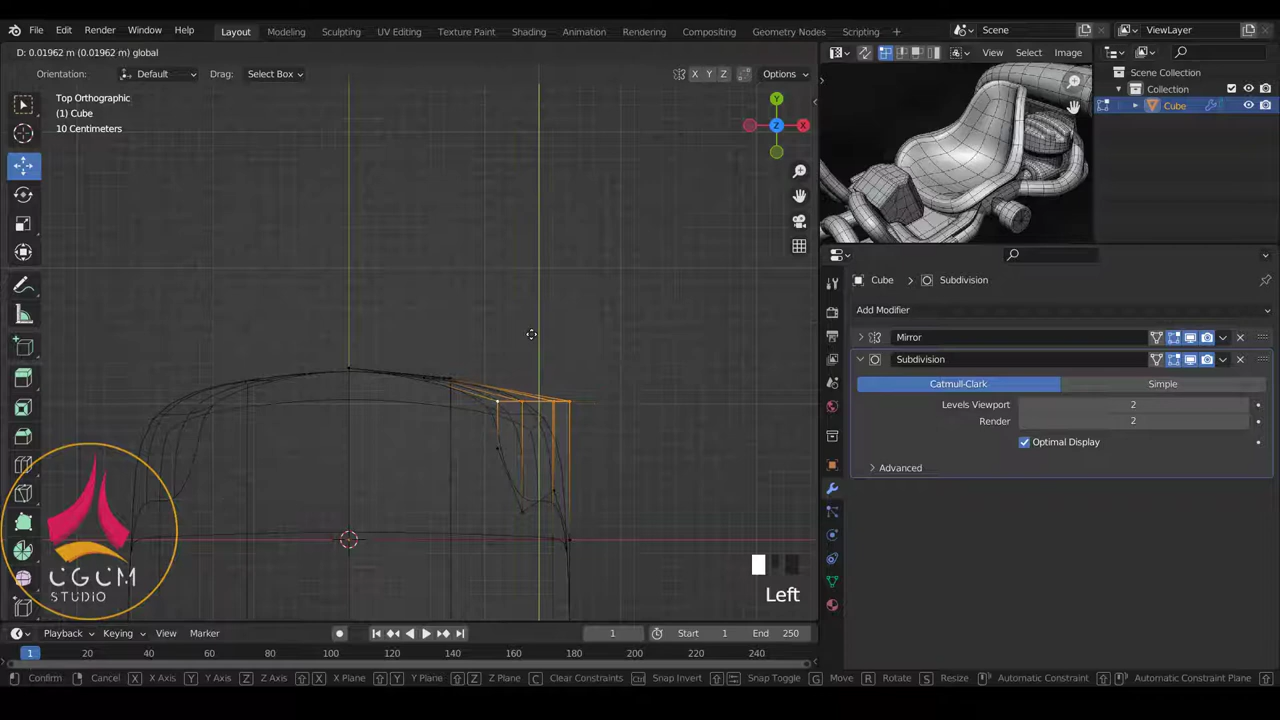 File Edit Render Window Help Layout Modeling Sculpting UV Editing Texture Paint Shading Animation Rendering Compositing Geometry Nodes Scripting + Scene ViewLayer
D: 0.01962 m (0.01962 m) global
View Select Image
Orientation: Default Drag: Select Box X Y Z Options
Top Orthographic
(1) Cube
10 Centimeters
Y
Z
X
Scene Collection
Collection
Cube
Cube > Subdivision
Add Modifier
Mirror
Subdivision
Catmull-Clark Simple
Levels Viewport 2
Render 2
Optimal Display
Advanced
CGCM
STUDIO
Left
Playback Keying View Marker 1 Start 1 End 250
1 20 40 60 80 100 120 140 160 180 200 220 240
Confirm Cancel X X Axis Y Y Axis Z Z Axis X X Plane Y Y Plane Z Z Plane C Clear Constraints Ctrl Snap Invert Snap Toggle G Move R Rotate S Resize Automatic Constraint Automatic Constraint Plane